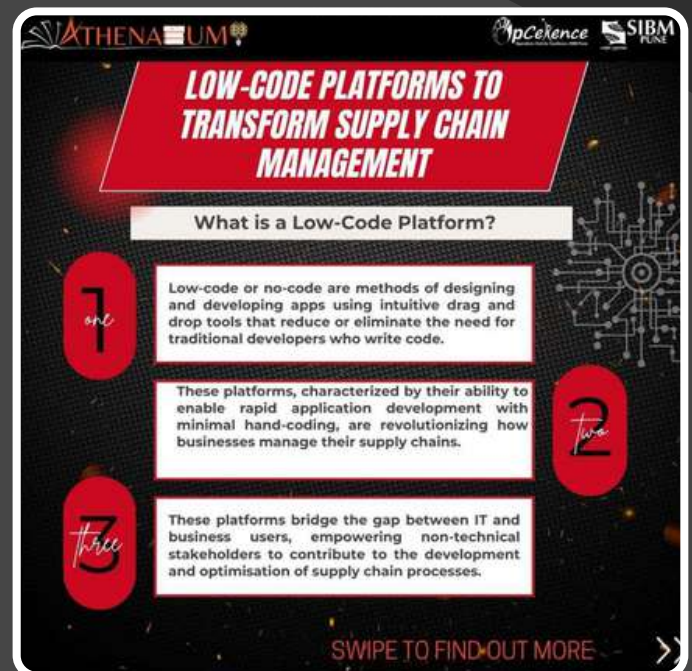 ATHENAEUM
OpCelence
SIBM
PUNE
LOW-CODE PLATFORMS TO
TRANSFORM SUPPLY CHAIN
MANAGEMENT
What is a Low-Code Platform?
1
one
Low-code or no-code are methods of designing
and developing apps using intuitive drag and
drop tools that reduce or eliminate the need for
traditional developers who write code.
These platforms, characterized by their ability to
enable rapid application development with
minimal hand-coding, are revolutionizing how
businesses manage their supply chains.
2
two
3
three
These platforms bridge the gap between IT and
business users, empowering non-technical
stakeholders to contribute to the development
and optimisation of supply chain processes.
SWIPE TO FIND OUT MORE